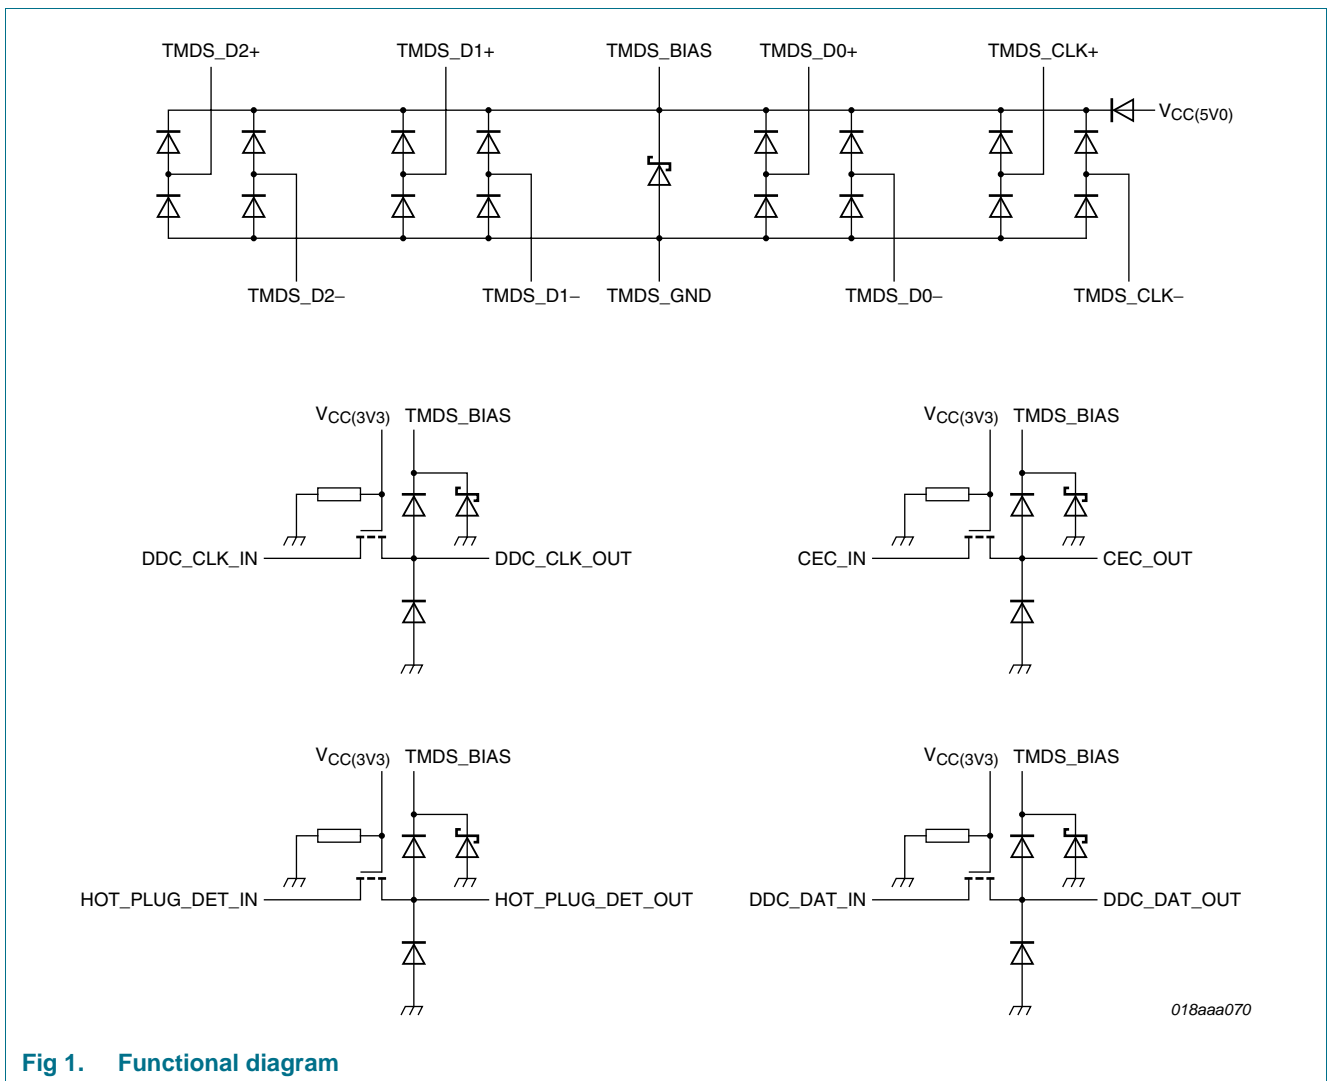 TMDS_D2+ TMDS_D1+ TMDS_BIAS TMDS_D0+ TMDS_CLK+
VCC(5V0)
TMDS_D2− TMDS_D1− TMDS_GND TMDS_D0− TMDS_CLK−
VCC(3V3) TMDS_BIAS VCC(3V3) TMDS_BIAS
DDC_CLK_IN DDC_CLK_OUT CEC_IN CEC_OUT
VCC(3V3) TMDS_BIAS VCC(3V3) TMDS_BIAS
HOT_PLUG_DET_IN HOT_PLUG_DET_OUT DDC_DAT_IN DDC_DAT_OUT
018aaa070
Fig 1. Functional diagram